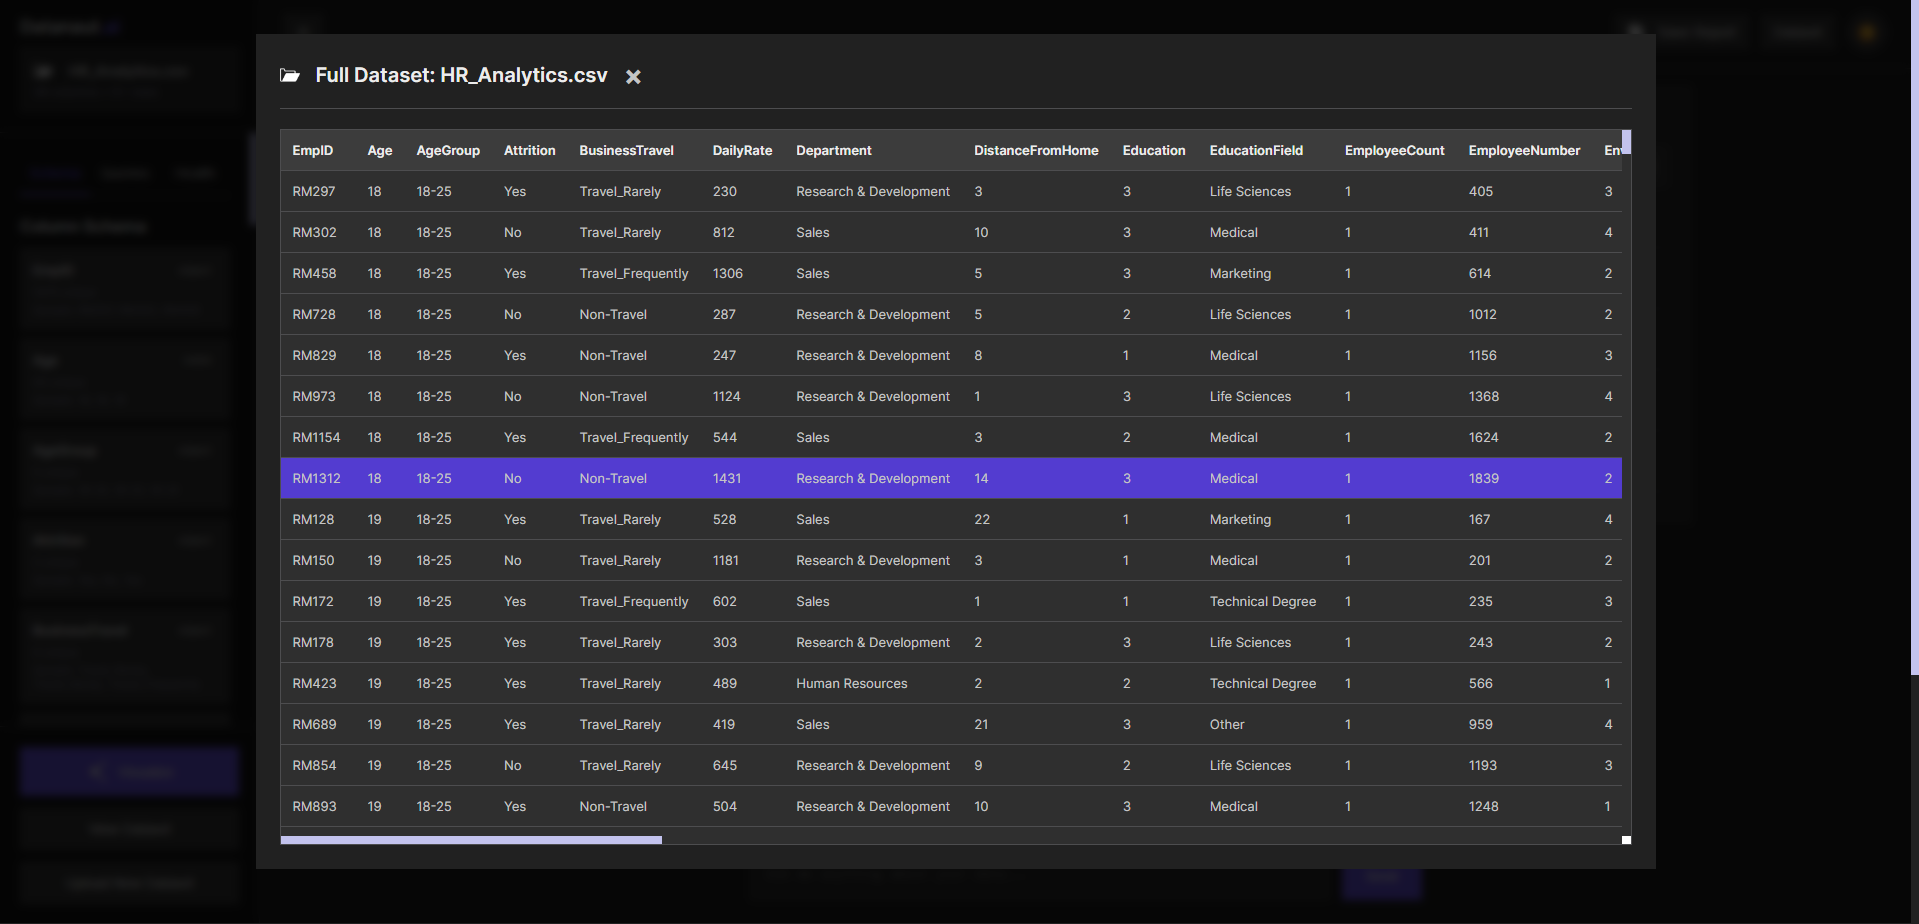 Full Dataset: HR_Analytics.csv
EmpID Age AgeGroup Attrition BusinessTravel DailyRate Department DistanceFromHome Education EducationField EmployeeCount EmployeeNumber
RM297 18 18-25 Yes Travel_Rarely 230 Research & Development 3 3 Life Sciences 1 405 3
RM302 18 18-25 No Travel_Rarely 812 Sales 10 3 Medical 1 411 4
RM458 18 18-25 Yes Travel_Frequently 1306 Sales 5 3 Marketing 1 614 2
RM728 18 18-25 No Non-Travel 287 Research & Development 5 2 Life Sciences 1 1012 2
RM829 18 18-25 Yes Non-Travel 247 Research & Development 8 1 Medical 1 1156 3
RM973 18 18-25 No Non-Travel 1124 Research & Development 1 3 Life Sciences 1 1368 4
RM1154 18 18-25 Yes Travel_Frequently 544 Sales 3 2 Medical 1 1624 2
RM1312 18 18-25 No Non-Travel 1431 Research & Development 14 3 Medical 1 1839 2
RM128 19 18-25 Yes Travel_Rarely 528 Sales 22 1 Marketing 1 167 4
RM150 19 18-25 No Travel_Rarely 1181 Research & Development 3 1 Medical 1 201 2
RM172 19 18-25 Yes Travel_Frequently 602 Sales 1 1 Technical Degree 1 235 3
RM178 19 18-25 Yes Travel_Rarely 303 Research & Development 2 3 Life Sciences 1 243 2
RM423 19 18-25 Yes Travel_Rarely 489 Human Resources 2 2 Technical Degree 1 566 1
RM689 19 18-25 Yes Travel_Rarely 419 Sales 21 3 Other 1 959 4
RM854 19 18-25 No Travel_Rarely 645 Research & Development 9 2 Life Sciences 1 1193 3
RM893 19 18-25 Yes Non-Travel 504 Research & Development 10 3 Medical 1 1248 1